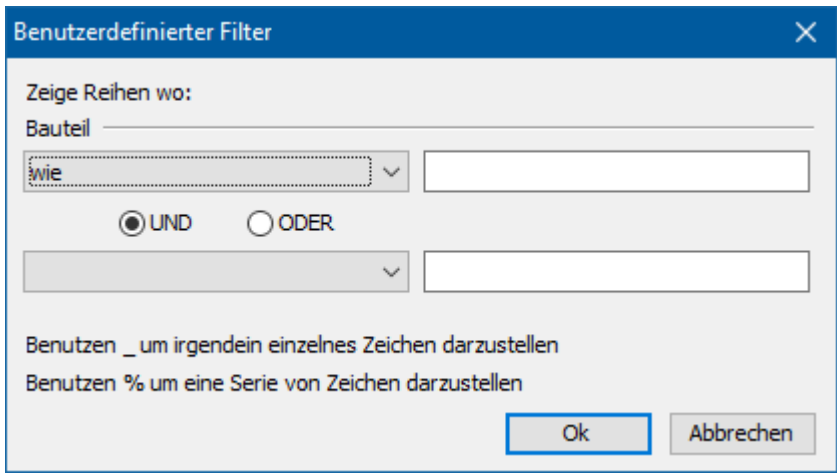 Benutzerdefinierter Filter
Zeige Reihen wo:
Bauteil
wie
UND ODER
Benutzen _ um irgendein einzelnes Zeichen darzustellen
Benutzen % um eine Serie von Zeichen darzustellen
Ok Abbrechen